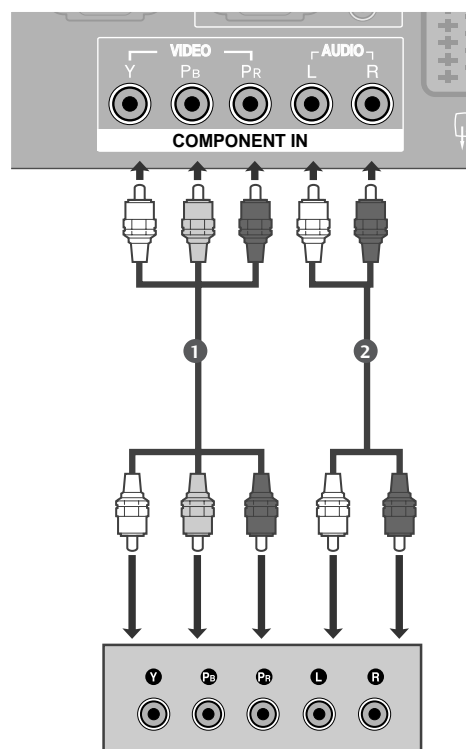 VIDEO AUDIO
Y PB PR L R
COMPONENT IN
1 2
Y PB PR L R